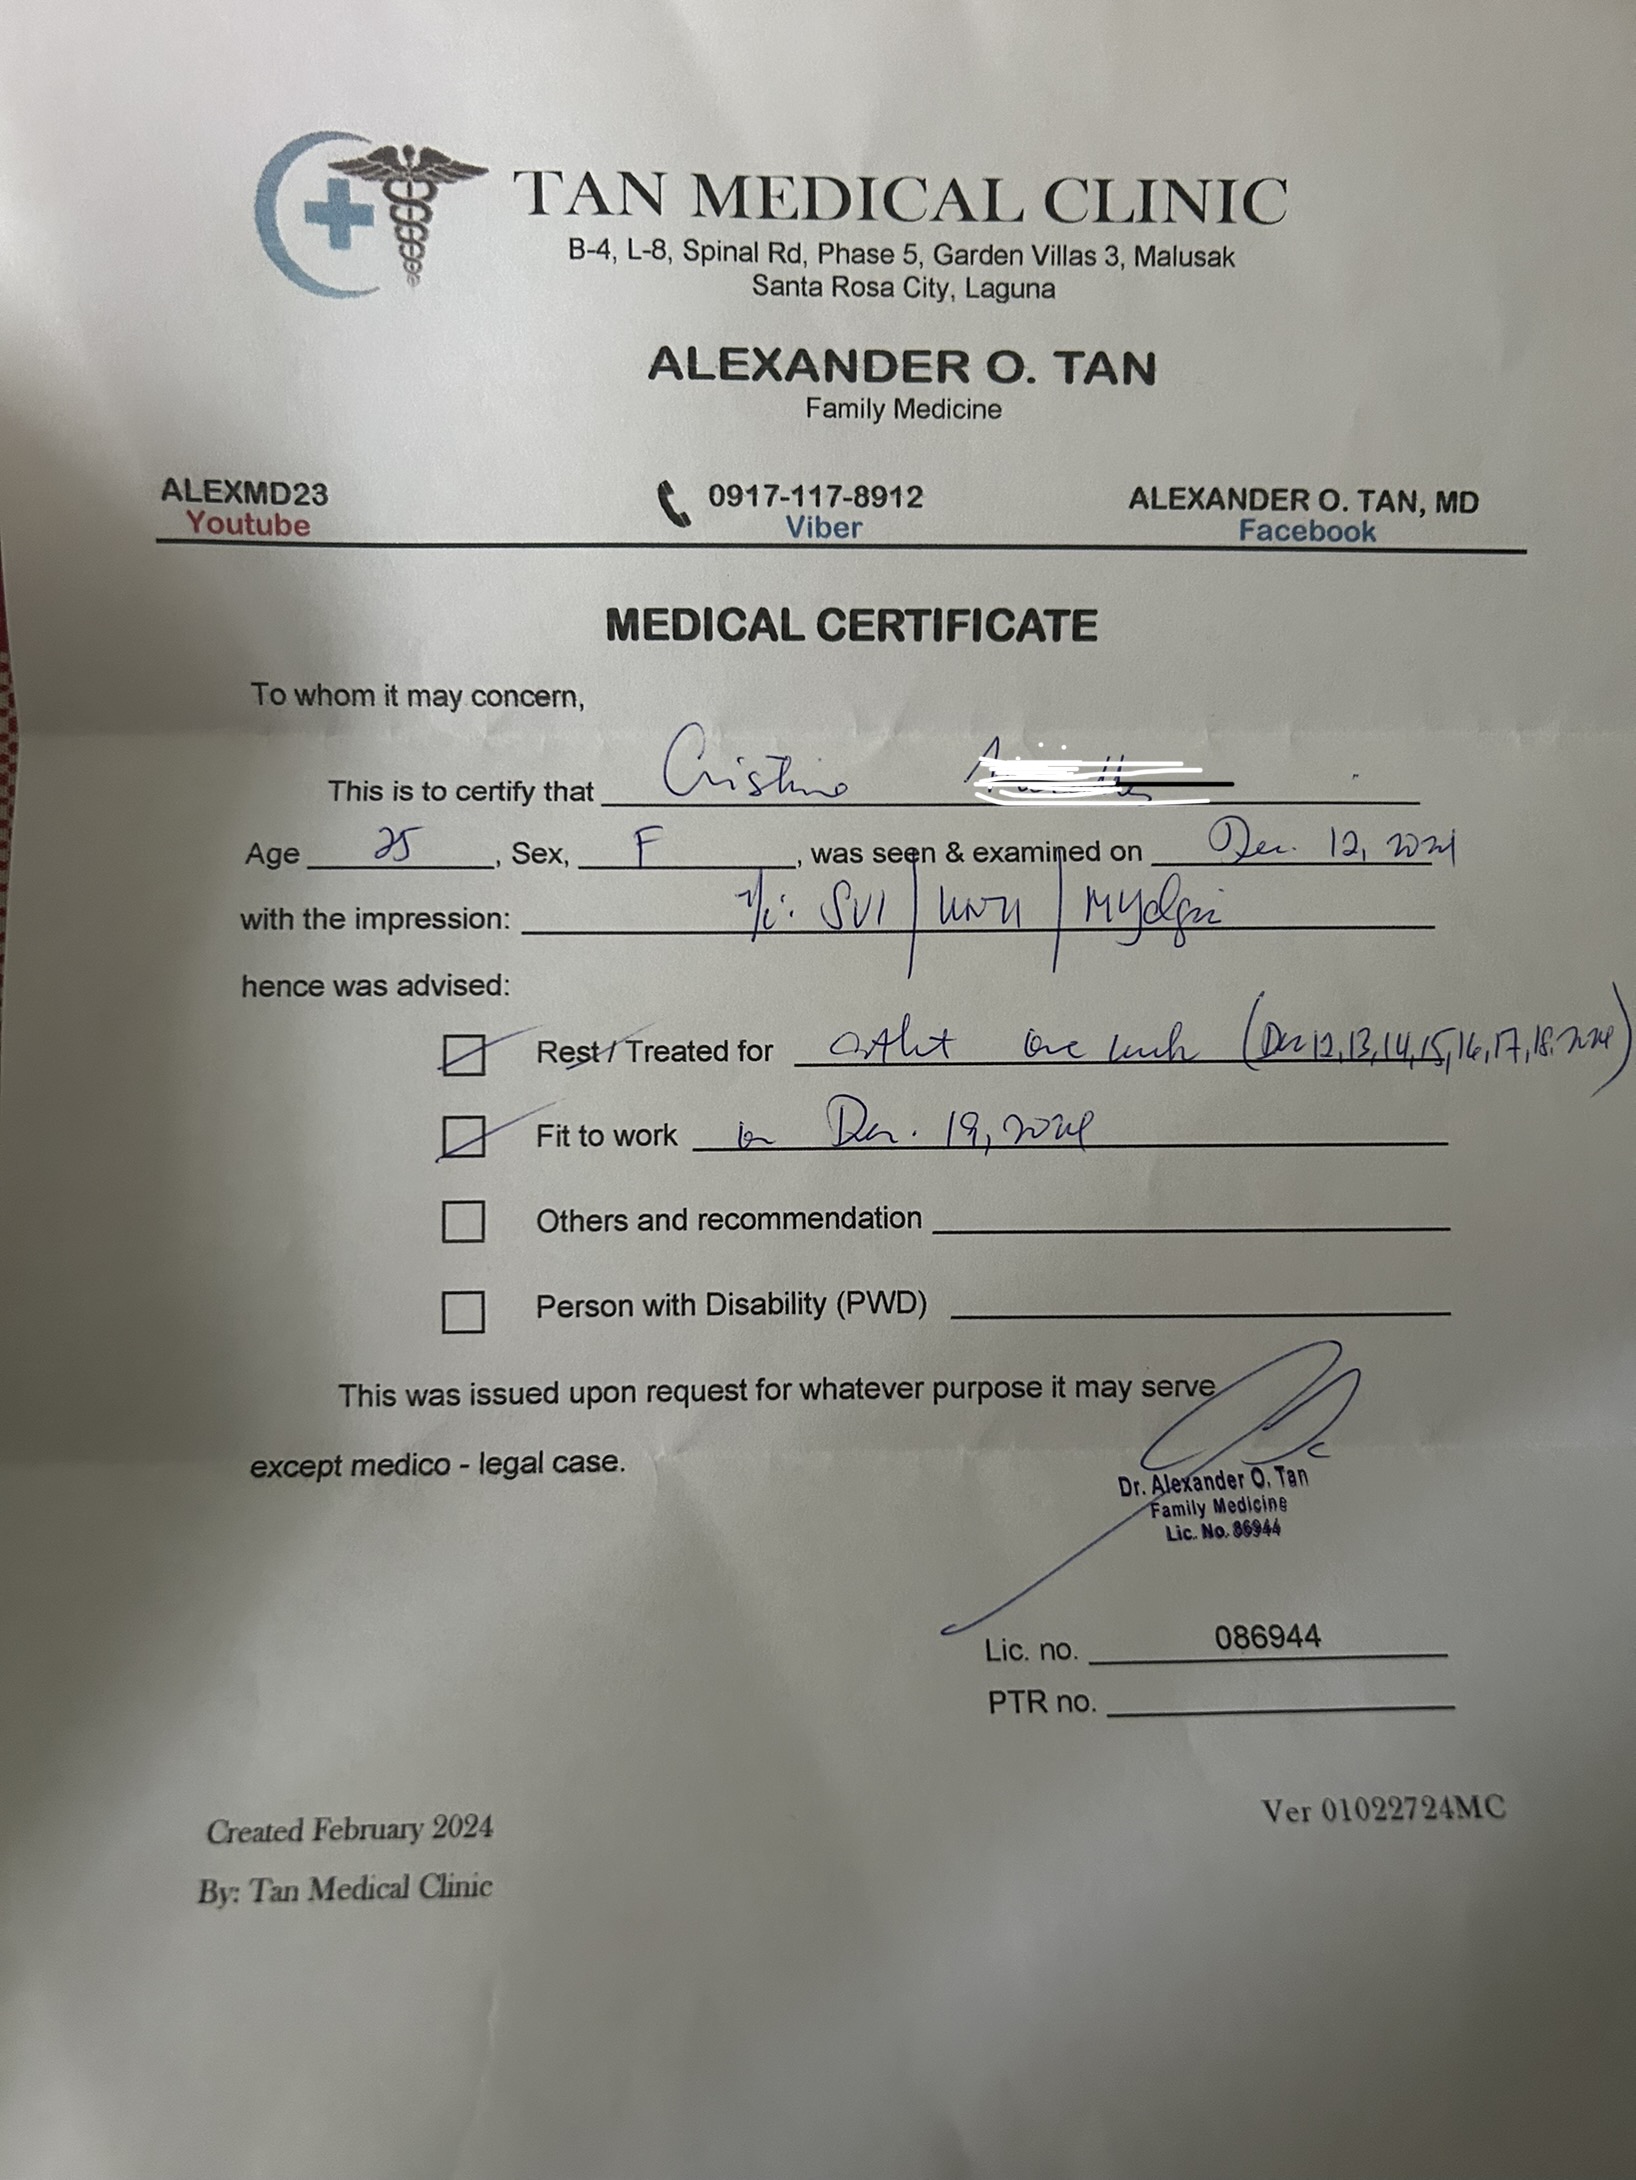 TAN MEDICAL CLINIC
B-4, L-8, Spinal Rd, Phase 5, Garden Villas 3, Malusak
Santa Rosa City, Laguna
ALEXANDER O. TAN
Family Medicine
ALEXMD23 0917-117-8912 ALEXANDER O. TAN, MD
Youtube Viber Facebook
MEDICAL CERTIFICATE
To whom it may concern,
This is to certify that Cristine
Age 25, Sex, F, was seen & examined on Dec. 12, 2024
with the impression: SVI
hence was advised:
Rest / Treated for one week (Dec 12, 13, 14, 15, 16, 17, 18, 2024)
Fit to work on Dec. 19, 2024
Others and recommendation
Person with Disability (PWD)
This was issued upon request for whatever purpose it may serve
except medico - legal case.
Dr. Alexander O. Tan
Family Medicine
Lic. No. 86944
Lic. no. 086944
PTR no.
Created February 2024 Ver 01022724MC
By: Tan Medical Clinic